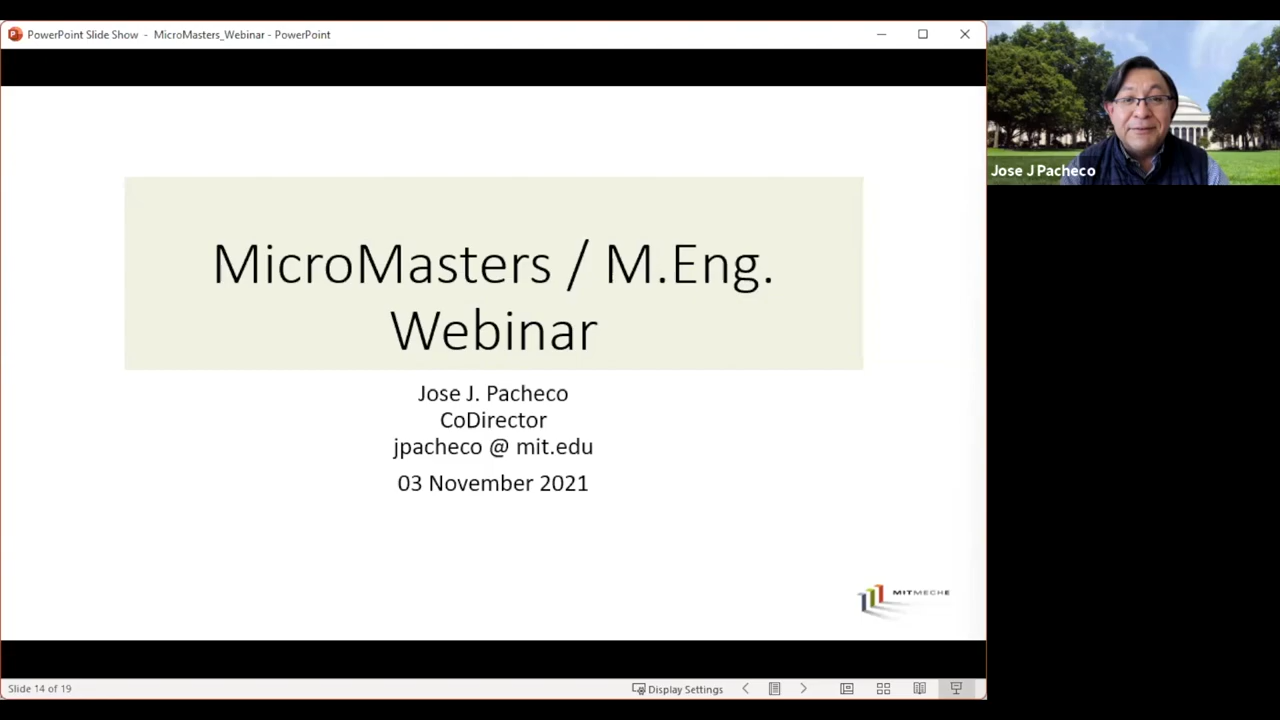 PowerPoint Slide Show - MicroMasters_Webinar - PowerPoint
Jose J Pacheco
MicroMasters / M.Eng.
Webinar
Jose J. Pacheco
CoDirector
jpacheco @ mit.edu
03 November 2021
MITMECHE
Slide 14 of 19
Display Settings